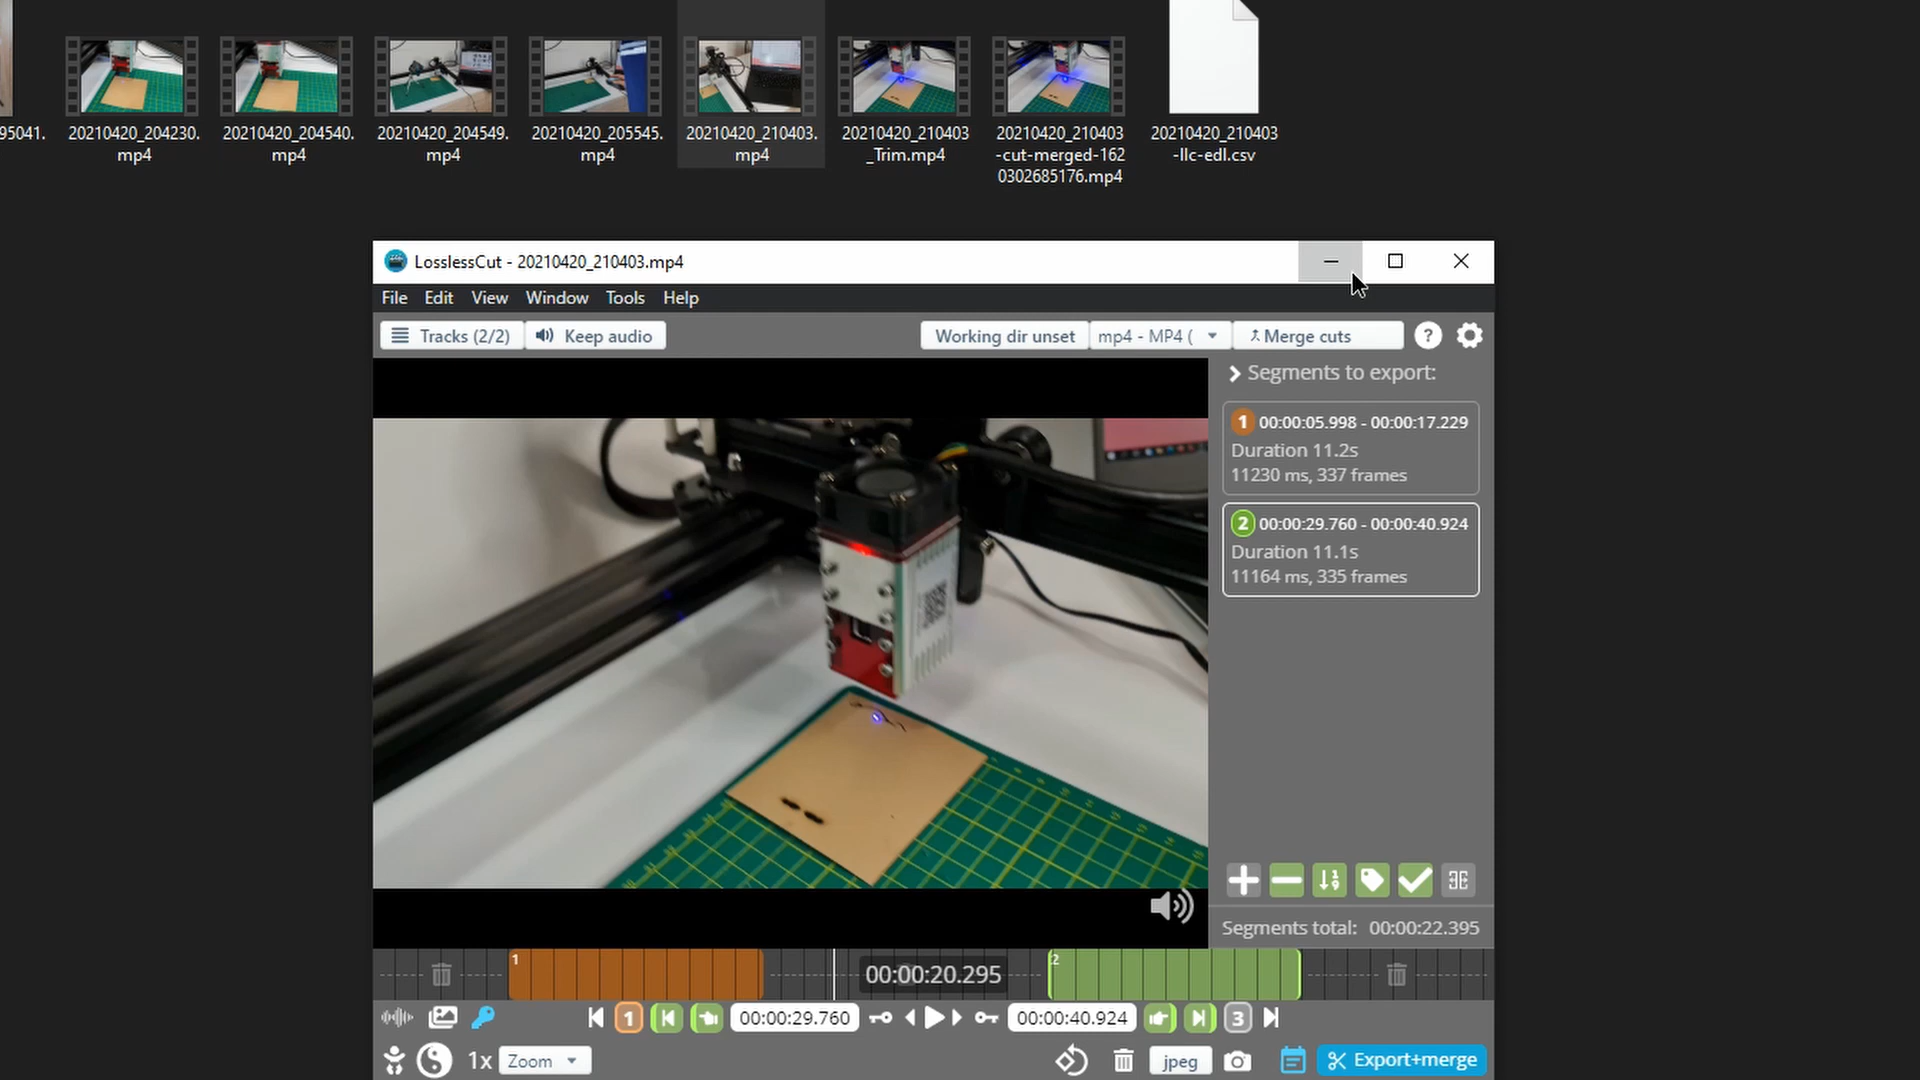 95041.
20210420_204230.
mp4
20210420_204540.
mp4
20210420_204549.
mp4
20210420_205545.
mp4
20210420_210403.
mp4
20210420_210403
_Trim.mp4
20210420_210403
-cut-merged-162
0302685176.mp4
20210420_210403
-llc-edl.csv
LosslessCut - 20210420_210403.mp4
File Edit View Window Tools Help
Tracks (2/2) Keep audio Working dir unset mp4 - MP4 ( Merge cuts ?
Segments to export:
1 00:00:05.998 - 00:00:17.229
Duration 11.2s
11230 ms, 337 frames
2 00:00:29.760 - 00:00:40.924
Duration 11.1s
11164 ms, 335 frames
Segments total: 00:00:22.395
1 00:00:20.295 2
1 00:00:29.760 00:00:40.924 3
1x Zoom jpeg Export+merge